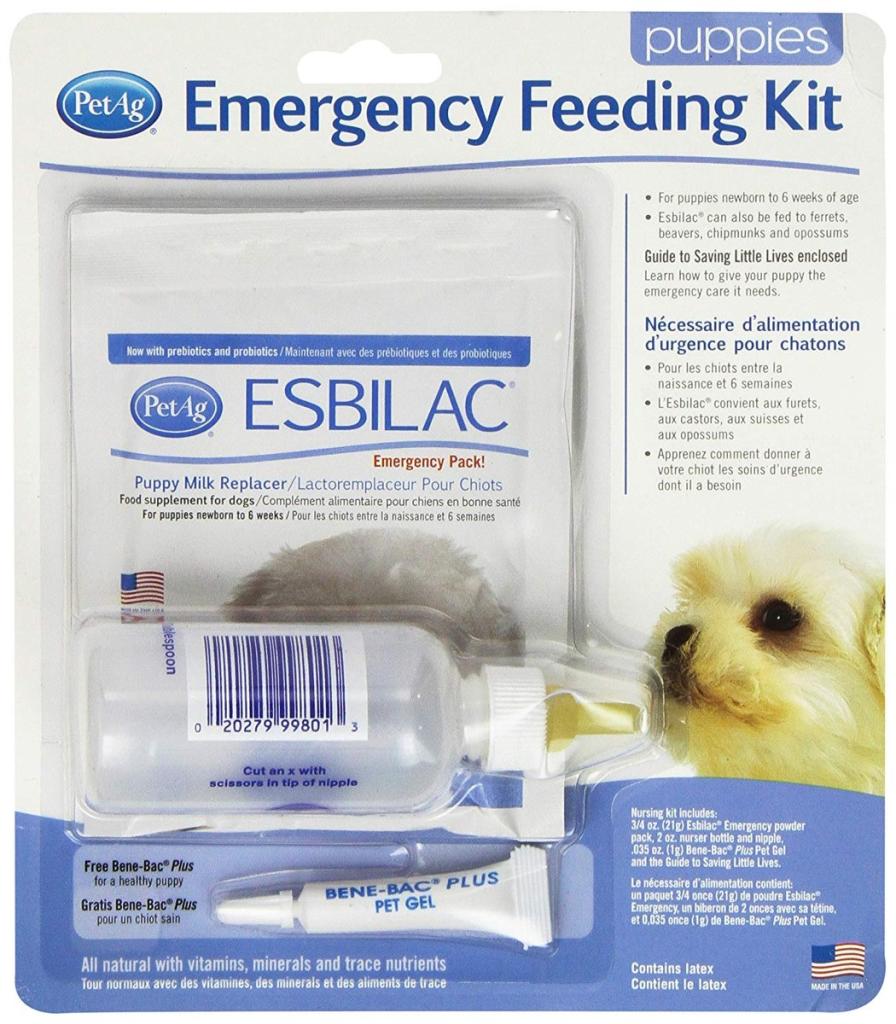 puppies
PetAg®
Emergency Feeding Kit
• For puppies newborn to 6 weeks of age
• Esbilac® can also be fed to ferrets,
beavers, chipmunks and opossums
Guide to Saving Little Lives enclosed
Learn how to give your puppy the
emergency care it needs.
Nécessaire d'alimentation
d'urgence pour chatons
• Pour les chiots entre la
naissance et 6 semaines
• L'Esbilac® convient aux furets,
aux castors, aux suisses et
aux opossums
• Apprenez comment donner à
votre chiot les soins d'urgence
dont il a besoin
Now with prebiotics and probiotics / Maintenant avec des prébiotiques et des probiotiques
PetAg®
ESBILAC®
Emergency Pack!
Puppy Milk Replacer/Lactoremplaceur Pour Chiots
Food supplement for dogs/Complément alimentaire pour chiens en bonne santé
For puppies newborn to 6 weeks / Pour les chiots entre la naissance et 6 semaines
tablespoon
0 20279 99801 3
Cut an x with
scissors in tip of nipple
Free Bene-Bac® Plus
for a healthy puppy
Gratis Bene-Bac® Plus
pour un chiot sain
BENE-BAC® PLUS
PET GEL
All natural with vitamins, minerals and trace nutrients
Tour normaux avec des vitamines, des minerais et des aliments de trace
Nursing kit includes:
3/4 oz. (21g) Esbilac® Emergency powder
pack, 2 oz. nurser bottle and nipple,
.035 oz. (1g) Bene-Bac® Plus Pet Gel
and the Guide to Saving Little Lives.
Le nécessaire d'alimentation contient:
un paquet 3/4 once (21g) de poudre Esbilac®
Emergency, un biberon de 2 onces avec sa tétine,
et 0,035 once (1g) de Bene-Bac® Plus Pet Gel.
Contains latex
Contient le latex
MADE IN THE USA